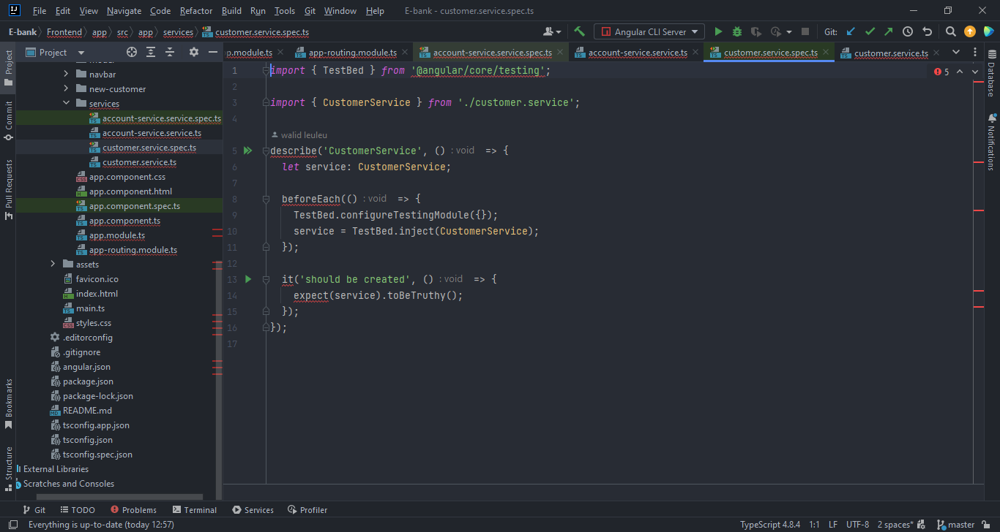 IJ File Edit View Navigate Code Refactor Build Run Tools Git Window Help E-bank - customer.service.spec.ts
E-bank Frontend app src app services customer.service.spec.ts Angular CLI Server Git:
Project p.module.ts app-routing.module.ts account-service.service.spec.ts account-service.service.ts customer.service.spec.ts customer.service.ts
Project
Commit
Pull Requests
Bookmarks
Structure
navbar
new-customer
services
account-service.service.spec.ts
account-service.service.ts
customer.service.spec.ts
customer.service.ts
app.component.css
app.component.html
app.component.spec.ts
app.component.ts
app.module.ts
app-routing.module.ts
assets
favicon.ico
index.html
main.ts
styles.css
.editorconfig
.gitignore
angular.json
package.json
package-lock.json
README.md
tsconfig.app.json
tsconfig.json
tsconfig.spec.json
External Libraries
Scratches and Consoles
1 import { TestBed } from '@angular/core/testing';
2
3 import { CustomerService } from './customer.service';
4
walid leuleu
5 describe('CustomerService', () : void => {
6 let service: CustomerService;
7
8 beforeEach(() : void => {
9 TestBed.configureTestingModule({});
10 service = TestBed.inject(CustomerService);
11 });
12
13 it('should be created', () : void => {
14 expect(service).toBeTruthy();
15 });
16 });
17
5
Database
Notifications
Git TODO Problems Terminal Services Profiler
Everything is up-to-date (today 12:57) TypeScript 4.8.4 1:1 LF UTF-8 2 spaces* master